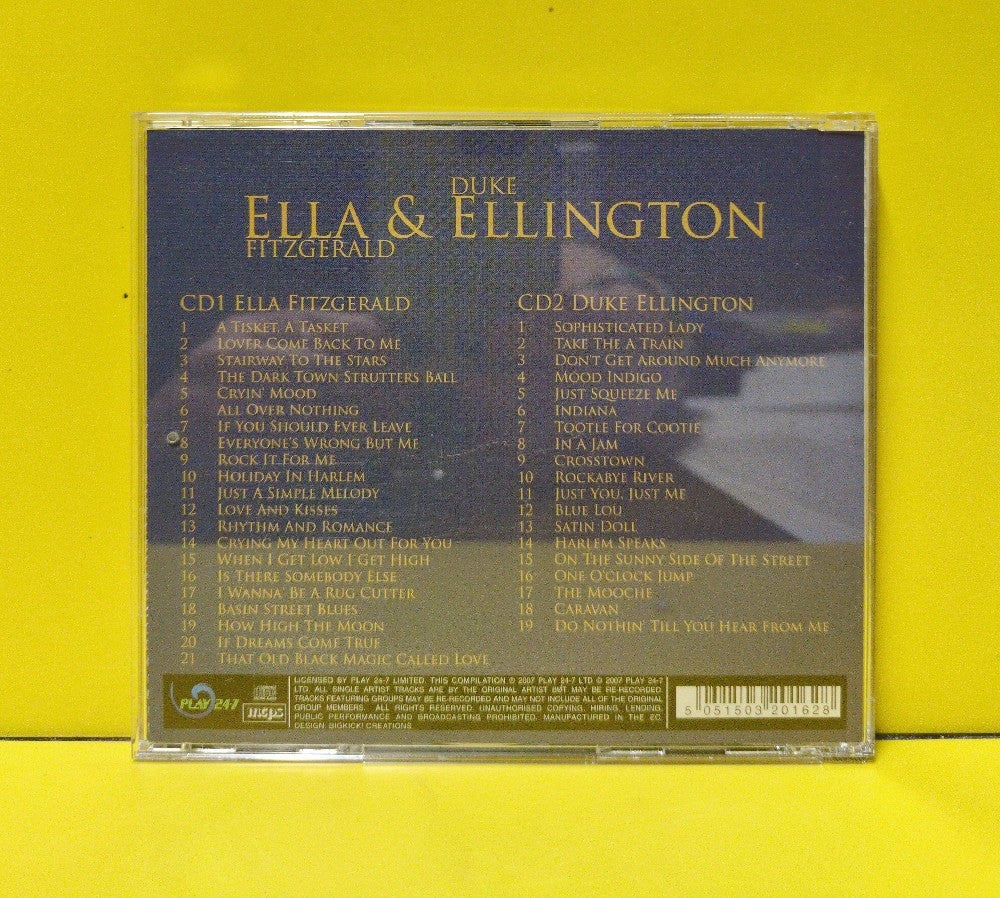 DUKE
ELLA & ELLINGTON
FITZGERALD
CD1 ELLA FITZGERALD
1 A TISKET, A TASKET
2 LOVER COME BACK TO ME
3 STAIRWAY TO THE STARS
4 THE DARK TOWN STRUTTERS BALL
5 CRYIN' MOOD
6 ALL OVER NOTHING
7 IF YOU SHOULD EVER LEAVE
8 EVERYONE'S WRONG BUT ME
9 ROCK IT FOR ME
10 HOLIDAY IN HARLEM
11 JUST A SIMPLE MELODY
12 LOVE AND KISSES
13 RHYTHM AND ROMANCE
14 CRYING MY HEART OUT FOR YOU
15 WHEN I GET LOW I GET HIGH
16 IS THERE SOMEBODY ELSE
17 I WANNA' BE A RUG CUTTER
18 BASIN STREET BLUES
19 HOW HIGH THE MOON
20 IF DREAMS COME TRUE
21 THAT OLD BLACK MAGIC CALLED LOVE
CD2 DUKE ELLINGTON
1 SOPHISTICATED LADY
2 TAKE THE A TRAIN
3 DON'T GET AROUND MUCH ANYMORE
4 MOOD INDIGO
5 JUST SQUEEZE ME
6 INDIANA
7 TOOTLE FOR COOTIE
8 IN A JAM
9 CROSSTOWN
10 ROCKABYE RIVER
11 JUST YOU, JUST ME
12 BLUE LOU
13 SATIN DOLL
14 HARLEM SPEAKS
15 ON THE SUNNY SIDE OF THE STREET
16 ONE O'CLOCK JUMP
17 THE MOOCHE
18 CARAVAN
19 DO NOTHIN' TILL YOU HEAR FROM ME
PLAY 24-7
mcps
LICENSED BY PLAY 24-7 LIMITED. THIS COMPILATION ℗ 2007 PLAY 24-7 LTD © 2007 PLAY 24-7
LTD. ALL SINGLE ARTIST TRACKS ARE BY THE ORIGINAL ARTIST BUT MAY BE RE-RECORDED.
TRACKS FEATURING GROUPS MAY BE RE-RECORDED AND MAY NOT INCLUDE ALL OF THE ORIGINAL
GROUP MEMBERS. ALL RIGHTS RESERVED. UNAUTHORISED COPYING, HIRING, LENDING,
PUBLIC PERFORMANCE AND BROADCASTING PROHIBITED. MANUFACTURED IN THE EC.
DESIGN: BIGKICK! CREATIONS
5 051503 201628